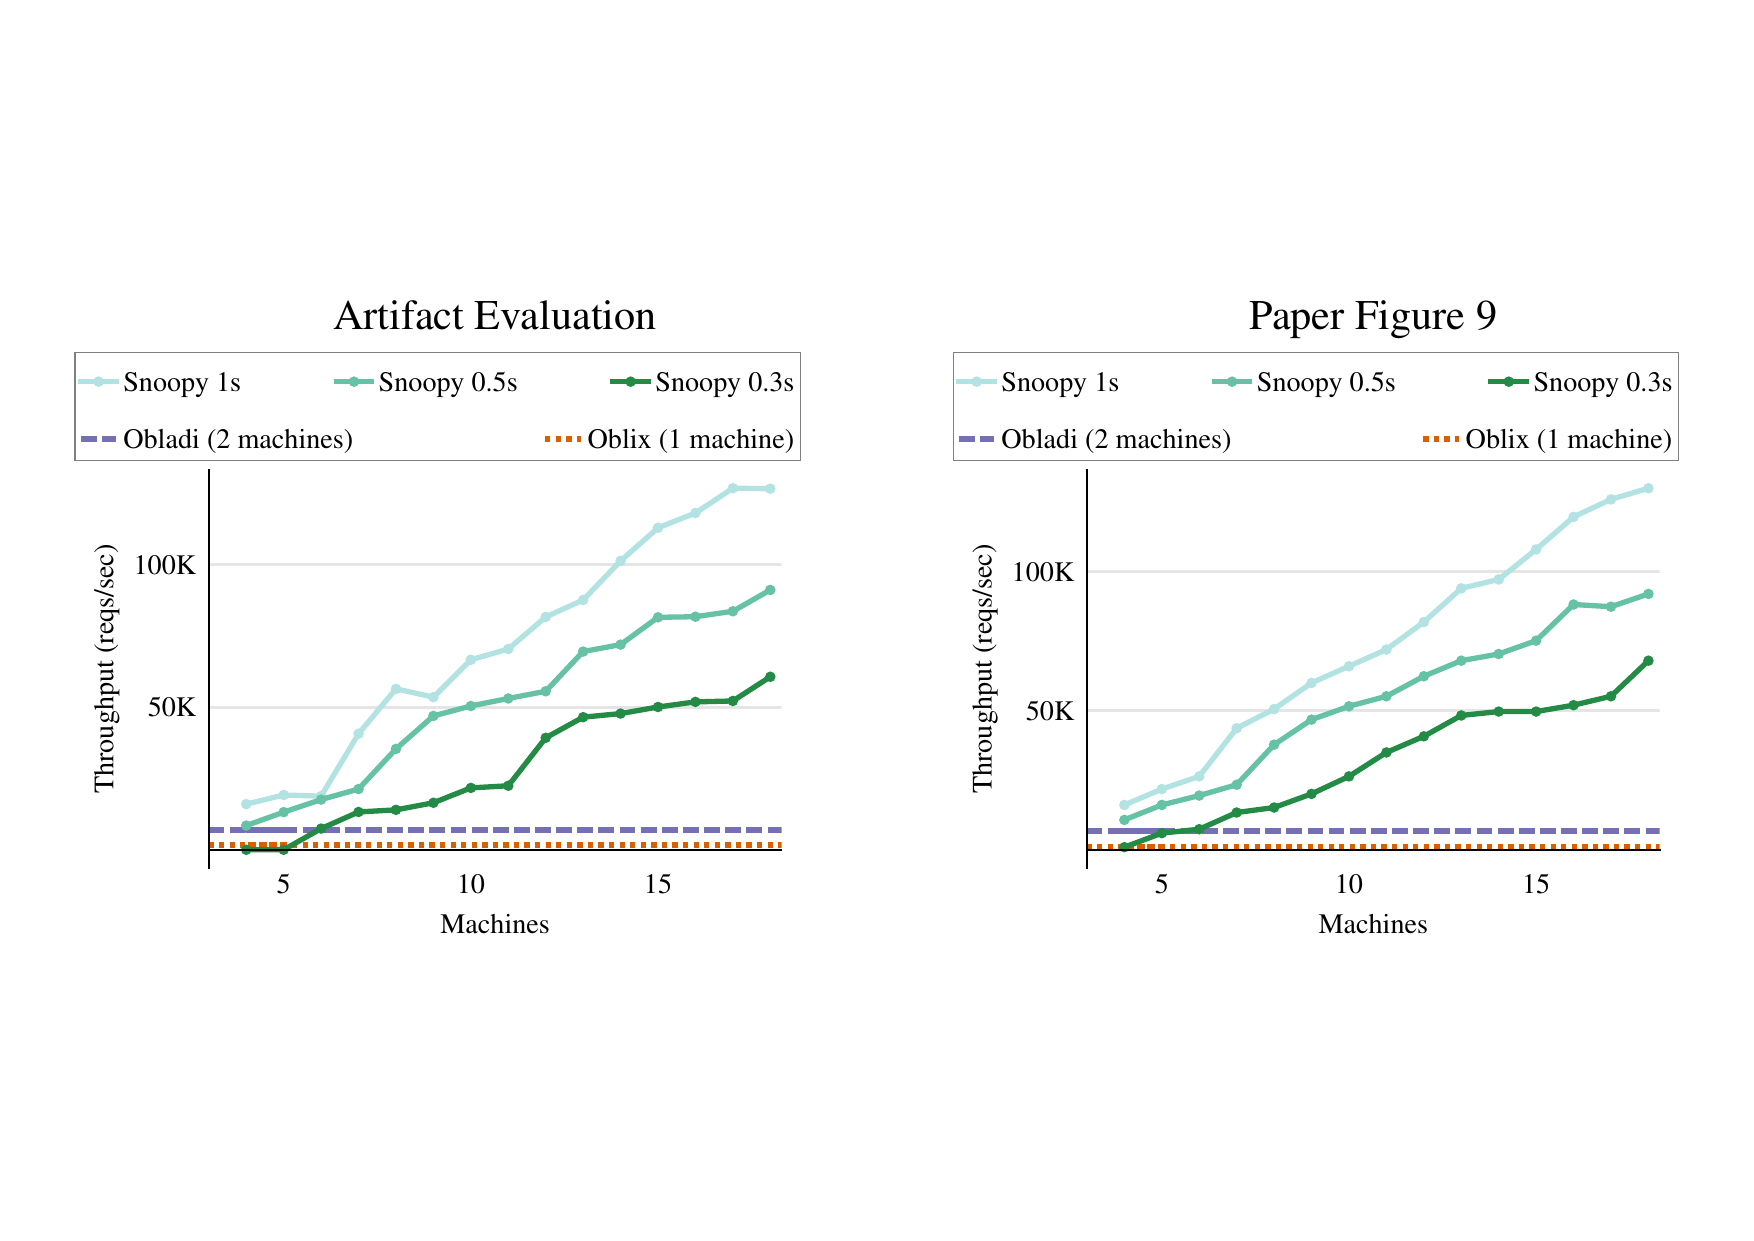 Artifact Evaluation
Snoopy 1s Snoopy 0.5s Snoopy 0.3s
Obladi (2 machines) Oblix (1 machine)
Throughput (reqs/sec)
100K
50K
5 10 15
Machines
Paper Figure 9
Snoopy 1s Snoopy 0.5s Snoopy 0.3s
Obladi (2 machines) Oblix (1 machine)
Throughput (reqs/sec)
100K
50K
5 10 15
Machines